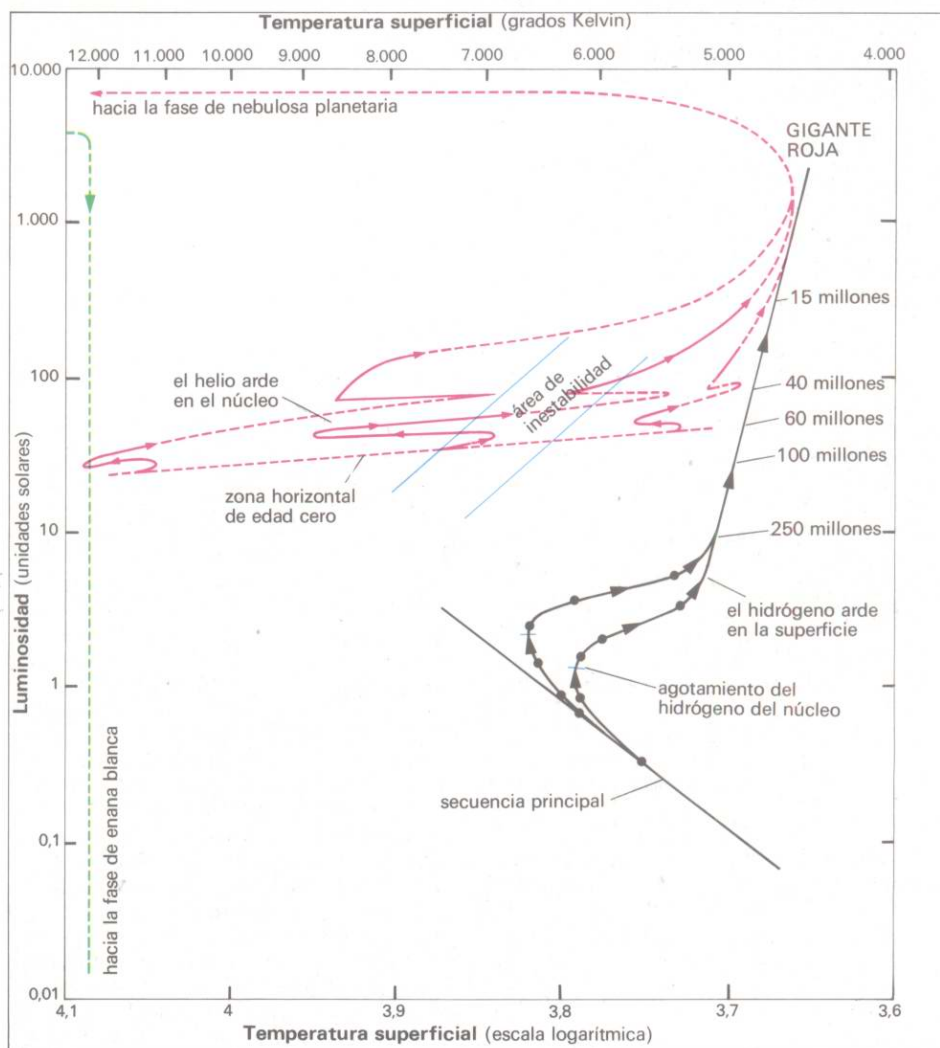 Temperatura superficial (grados Kelvin)
12.000 11.000 10.000 9.000 8.000 7.000 6.000 5.000 4.000
10.000
hacia la fase de nebulosa planetaria
GIGANTE
ROJA
1.000
15 millones
100
el helio arde
en el núcleo
área de
inestabilidad
40 millones
60 millones
100 millones
zona horizontal
de edad cero
10
250 millones
el hidrógeno arde
en la superficie
Luminosidad (unidades solares)
1
agotamiento del
hidrógeno del núcleo
secuencia principal
0,1
hacia la fase de enana blanca
0,01
4,1 4 3,9 3,8 3,7 3,6
Temperatura superficial (escala logarítmica)